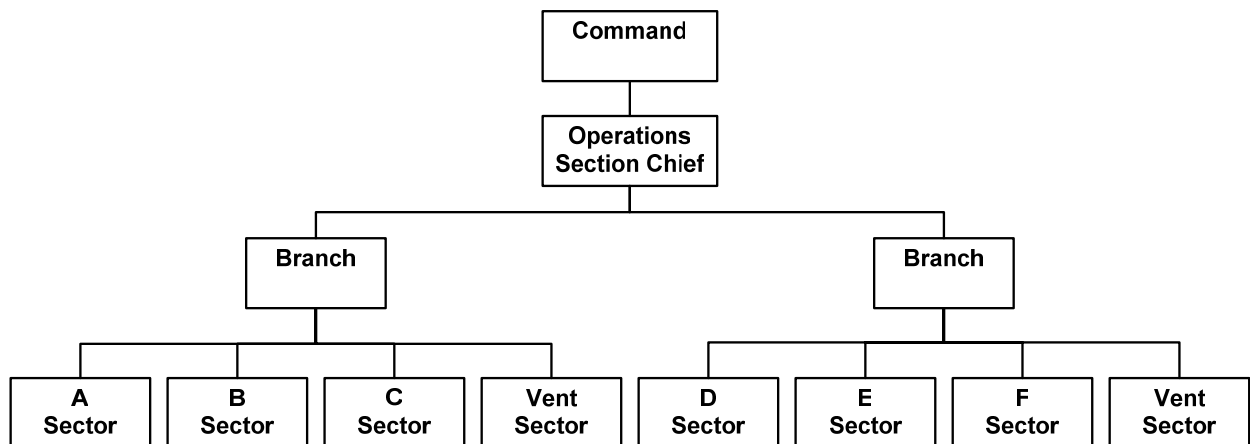 Command
Operations
Section Chief
Branch
Branch
A
Sector
B
Sector
C
Sector
Vent
Sector
D
Sector
E
Sector
F
Sector
Vent
Sector